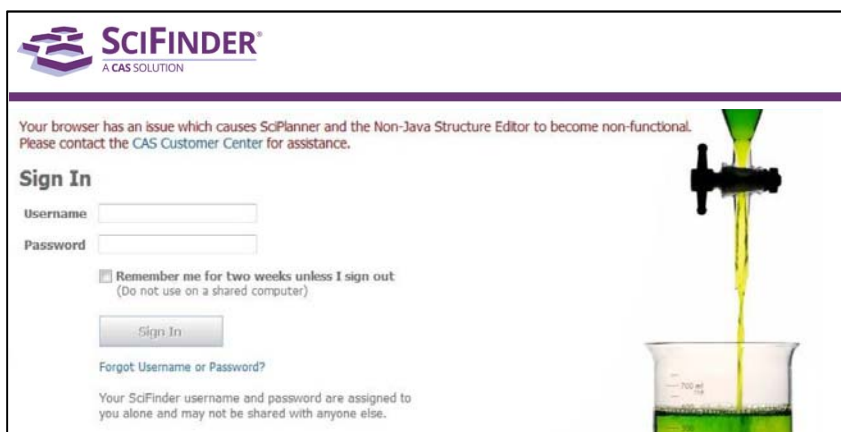 SCIFINDER®
A CAS SOLUTION
Your browser has an issue which causes SciPlanner and the Non-Java Structure Editor to become non-functional.
Please contact the CAS Customer Center for assistance.
Sign In
Username
Password
Remember me for two weeks unless I sign out
(Do not use on a shared computer)
Sign In
Forgot Username or Password?
Your SciFinder username and password are assigned to
you alone and may not be shared with anyone else.
700 ml